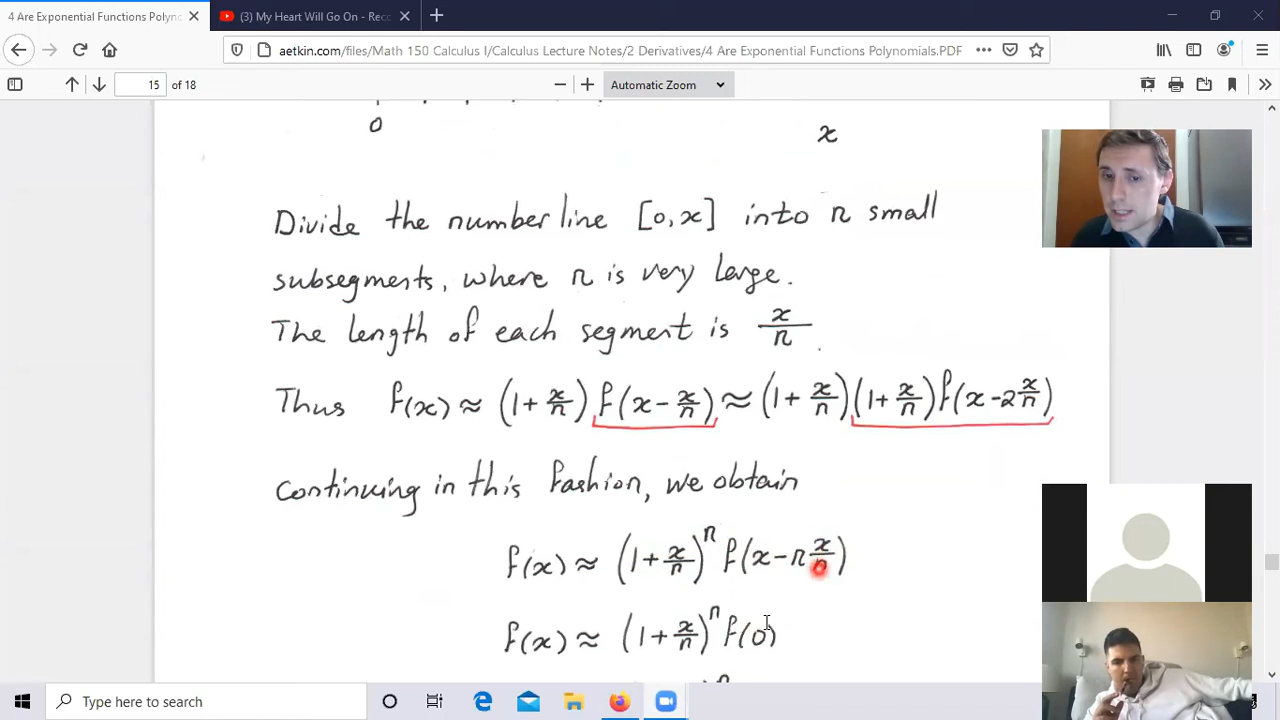 4 Are Exponential Functions Polyno
(3) My Heart Will Go On - Reco
aetkin.com/files/Math 150 Calculus I/Calculus Lecture Notes/2 Derivatives/4 Are Exponential Functions Polynomials.PDF
15 of 18
Automatic Zoom
0
x
Divide the number line [0,x] into n small
subsegments, where n is very large.
The length of each segment is x/n.
Thus f(x) ≈ (1+x/n) f(x-x/n) ≈ (1+x/n)(1+x/n)f(x-2x/n)
Continuing in this fashion, we obtain
f(x) ≈ (1+x/n)^n f(x-n x/n)
f(x) ≈ (1+x/n)^n f(0)
Type here to search